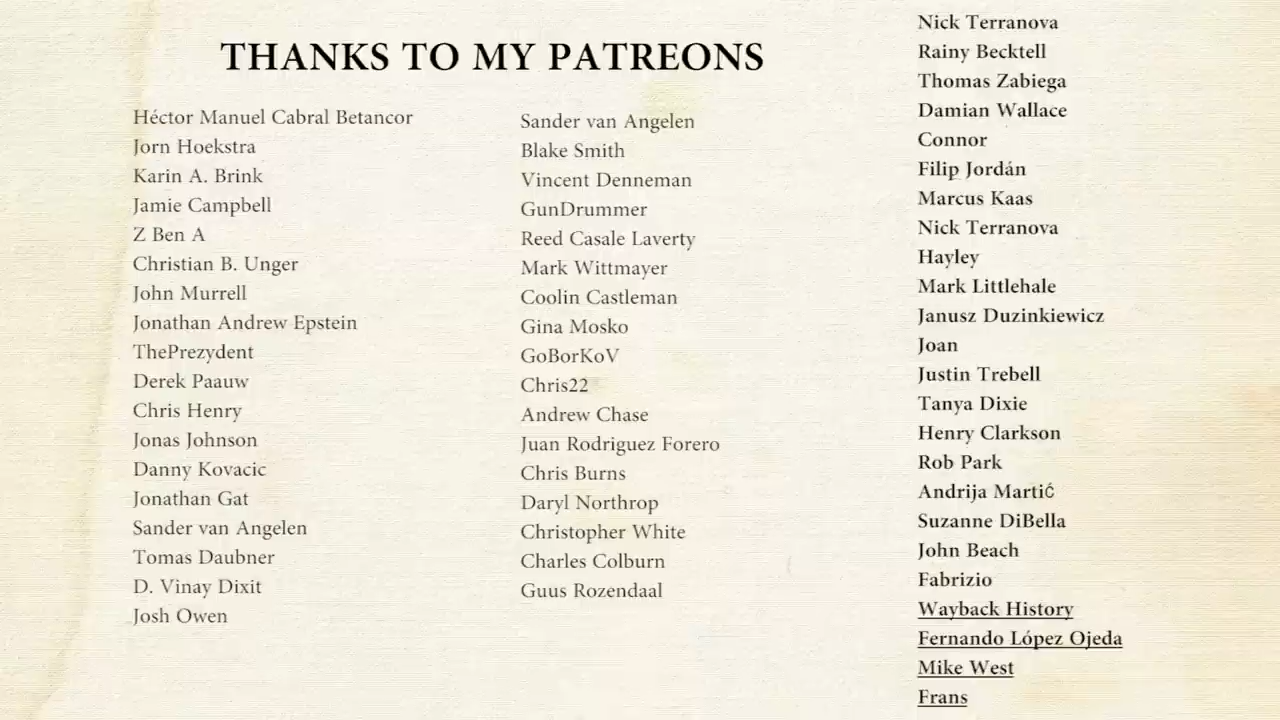 THANKS TO MY PATREONS
Héctor Manuel Cabral Betancor
Jorn Hoekstra
Karin A. Brink
Jamie Campbell
Z Ben A
Christian B. Unger
John Murrell
Jonathan Andrew Epstein
ThePrezydent
Derek Paauw
Chris Henry
Jonas Johnson
Danny Kovacic
Jonathan Gat
Sander van Angelen
Tomas Daubner
D. Vinay Dixit
Josh Owen
Sander van Angelen
Blake Smith
Vincent Denneman
GunDrummer
Reed Casale Laverty
Mark Wittmayer
Coolin Castleman
Gina Mosko
GoBorKoV
Chris22
Andrew Chase
Juan Rodriguez Forero
Chris Burns
Daryl Northrop
Christopher White
Charles Colburn
Guus Rozendaal
Nick Terranova
Rainy Becktell
Thomas Zabiega
Damian Wallace
Connor
Filip Jordán
Marcus Kaas
Nick Terranova
Hayley
Mark Littlehale
Janusz Duzinkiewicz
Joan
Justin Trebell
Tanya Dixie
Henry Clarkson
Rob Park
Andrija Martić
Suzanne DiBella
John Beach
Fabrizio
Wayback History
Fernando López Ojeda
Mike West
Frans